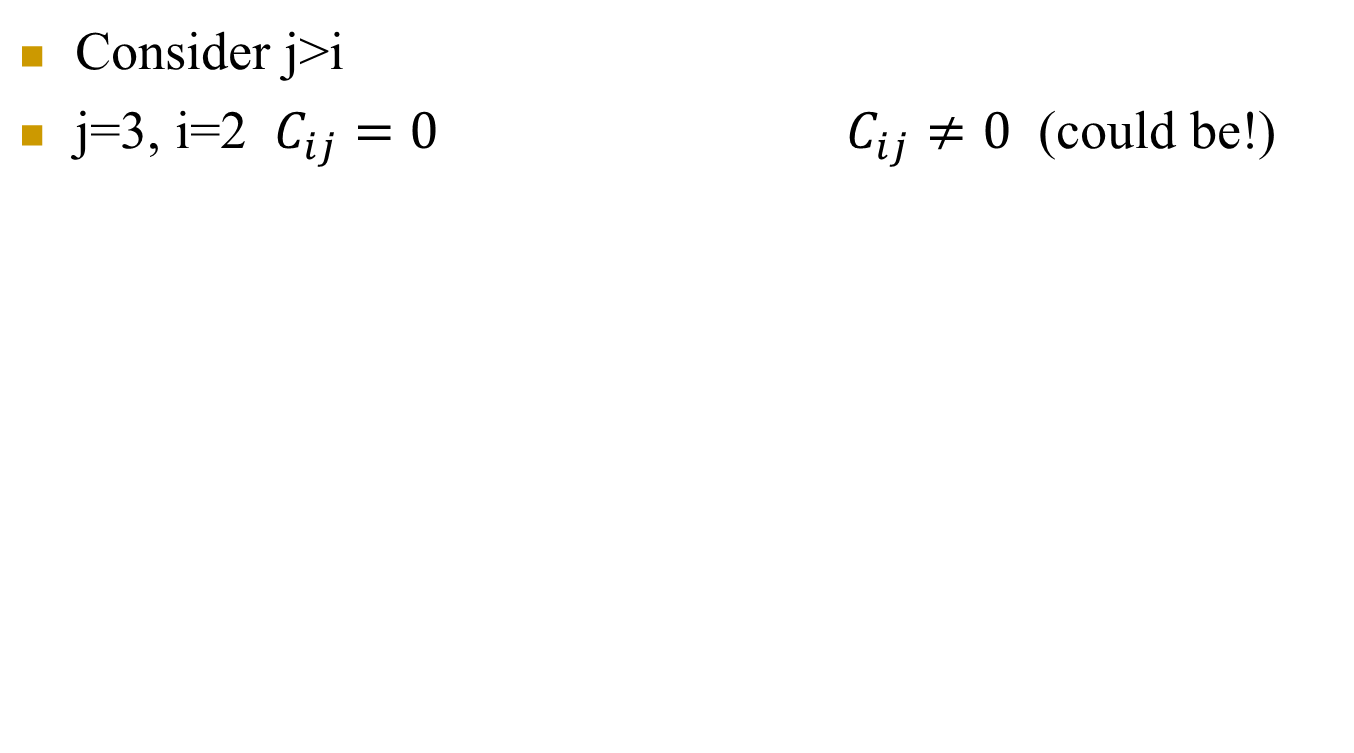 Consider j>i
j=3, i=2 𝐶𝑖𝑗 = 0 𝐶𝑖𝑗 ≠ 0 (could be!)